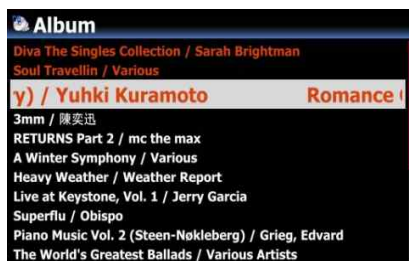 Album
Diva The Singles Collection / Sarah Brightman
Soul Travellin / Various
y) / Yuhki Kuramoto Romance
3mm / 陳奕迅
RETURNS Part 2 / mc the max
A Winter Symphony / Various
Heavy Weather / Weather Report
Live at Keystone, Vol. 1 / Jerry Garcia
Superflu / Obispo
Piano Music Vol. 2 (Steen-Nøkleberg) / Grieg, Edvard
The World's Greatest Ballads / Various Artists